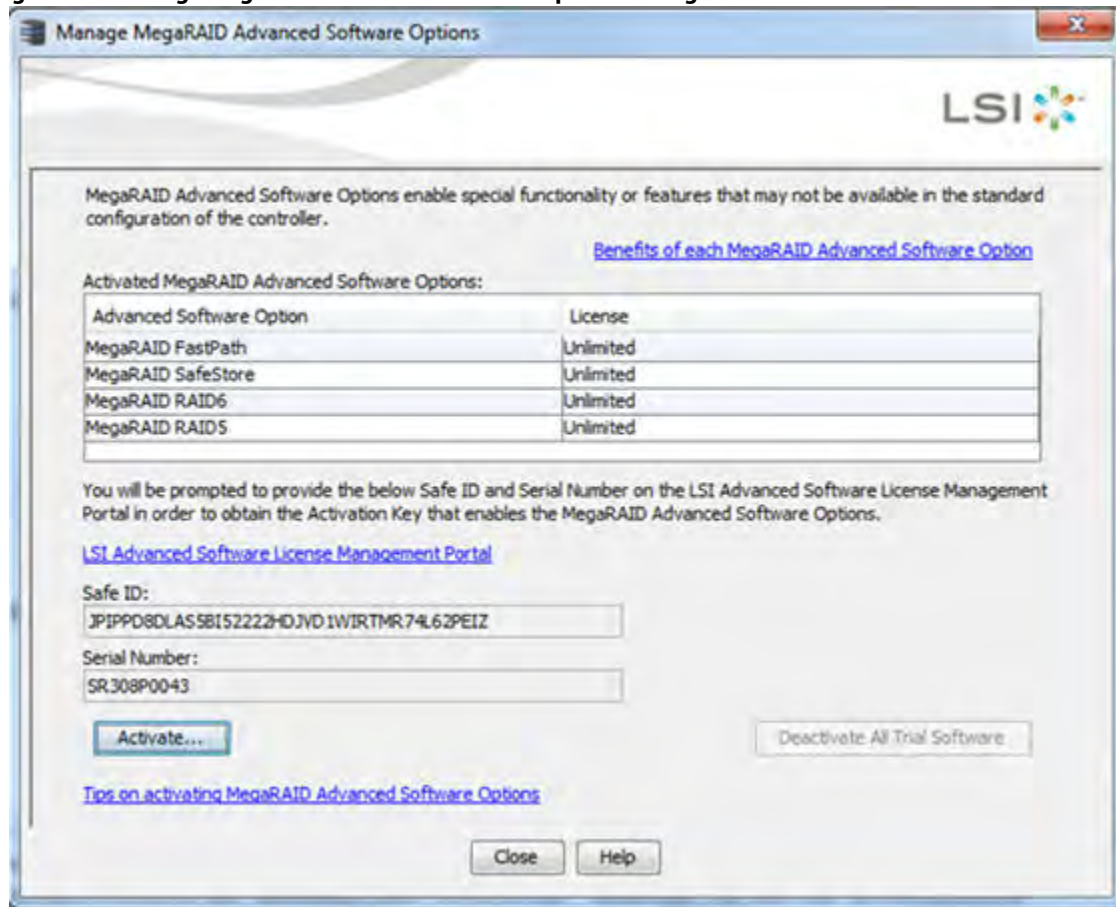 Manage MegaRAID Advanced Software Options
LSI
MegaRAID Advanced Software Options enable special functionality or features that may not be available in the standard
configuration of the controller.
Benefits of each MegaRAID Advanced Software Option
Activated MegaRAID Advanced Software Options:
Advanced Software Option License
MegaRAID FastPath Unlimited
MegaRAID SafeStore Unlimited
MegaRAID RAID6 Unlimited
MegaRAID RAID5 Unlimited
You will be prompted to provide the below Safe ID and Serial Number on the LSI Advanced Software License Management
Portal in order to obtain the Activation Key that enables the MegaRAID Advanced Software Options.
LSI Advanced Software License Management Portal
Safe ID:
JPIPPD8DLAS5BI52222HDJVD1WIRTMR74L62PEIZ
Serial Number:
SR308P0043
Activate... Deactivate All Trial Software
Tips on activating MegaRAID Advanced Software Options
Close Help